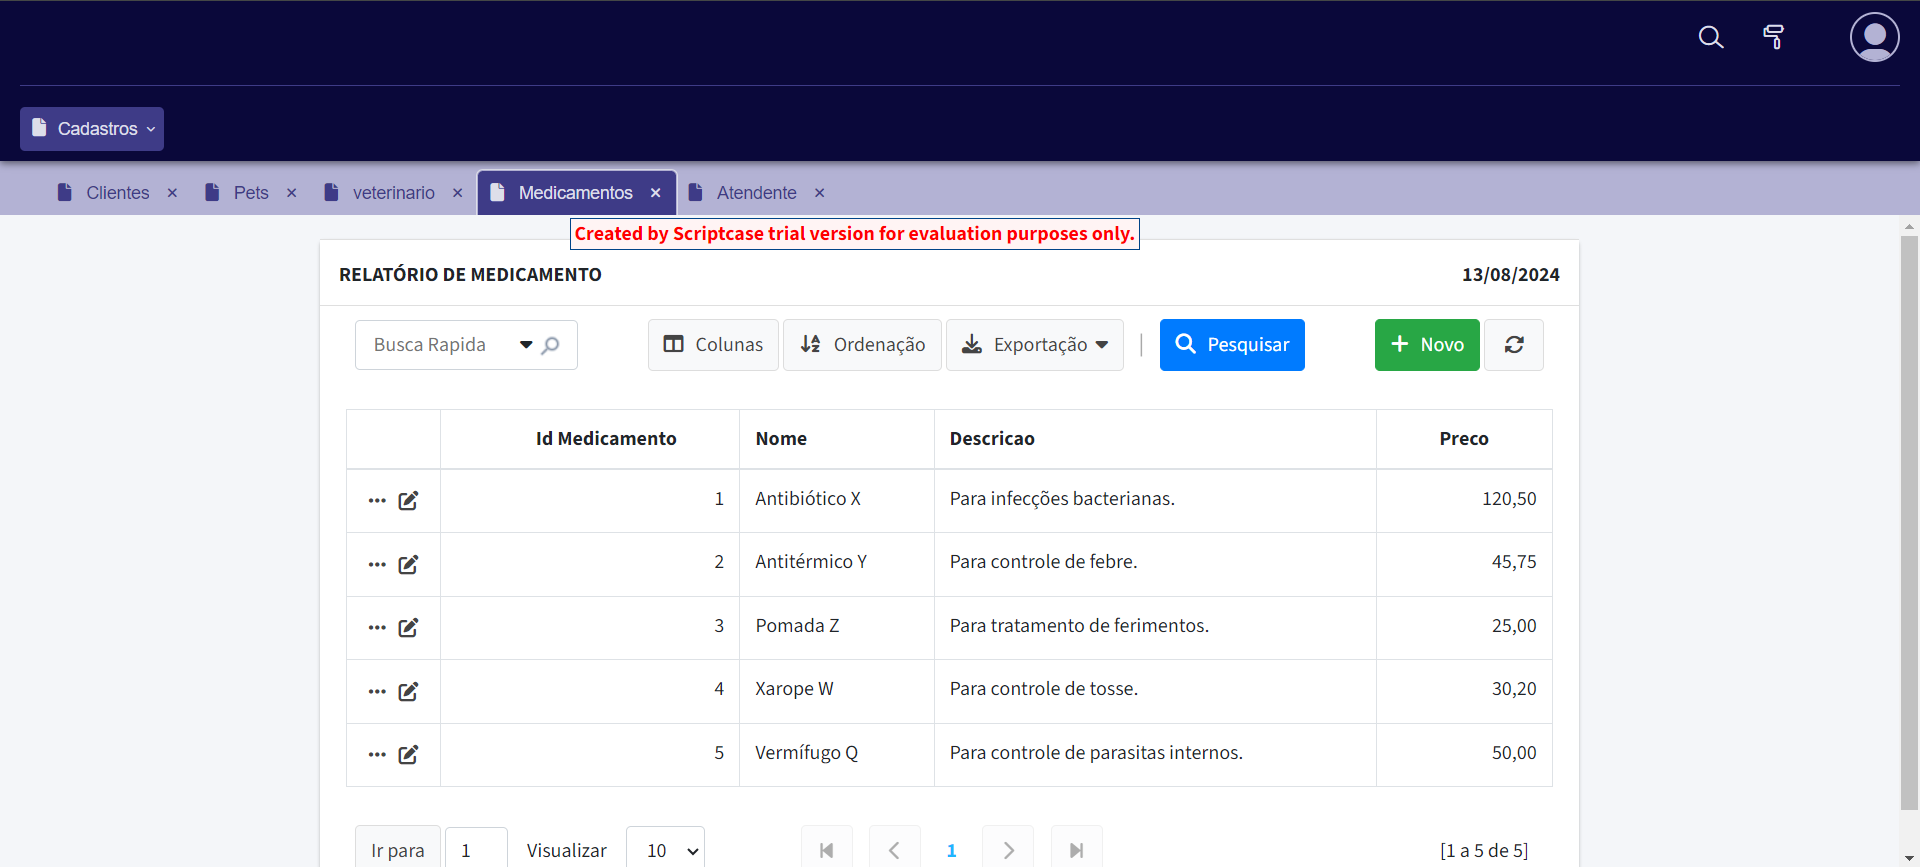 Cadastros
Clientes × Pets × veterinario × Medicamentos × Atendente ×
Created by Scriptcase trial version for evaluation purposes only.
RELATÓRIO DE MEDICAMENTO 13/08/2024
Busca Rapida Colunas Ordenação Exportação | Pesquisar Novo
Id Medicamento Nome Descricao Preco
1 Antibiótico X Para infecções bacterianas. 120,50
2 Antitérmico Y Para controle de febre. 45,75
3 Pomada Z Para tratamento de ferimentos. 25,00
4 Xarope W Para controle de tosse. 30,20
5 Vermífugo Q Para controle de parasitas internos. 50,00
Ir para 1 Visualizar 10 1 [1 a 5 de 5]